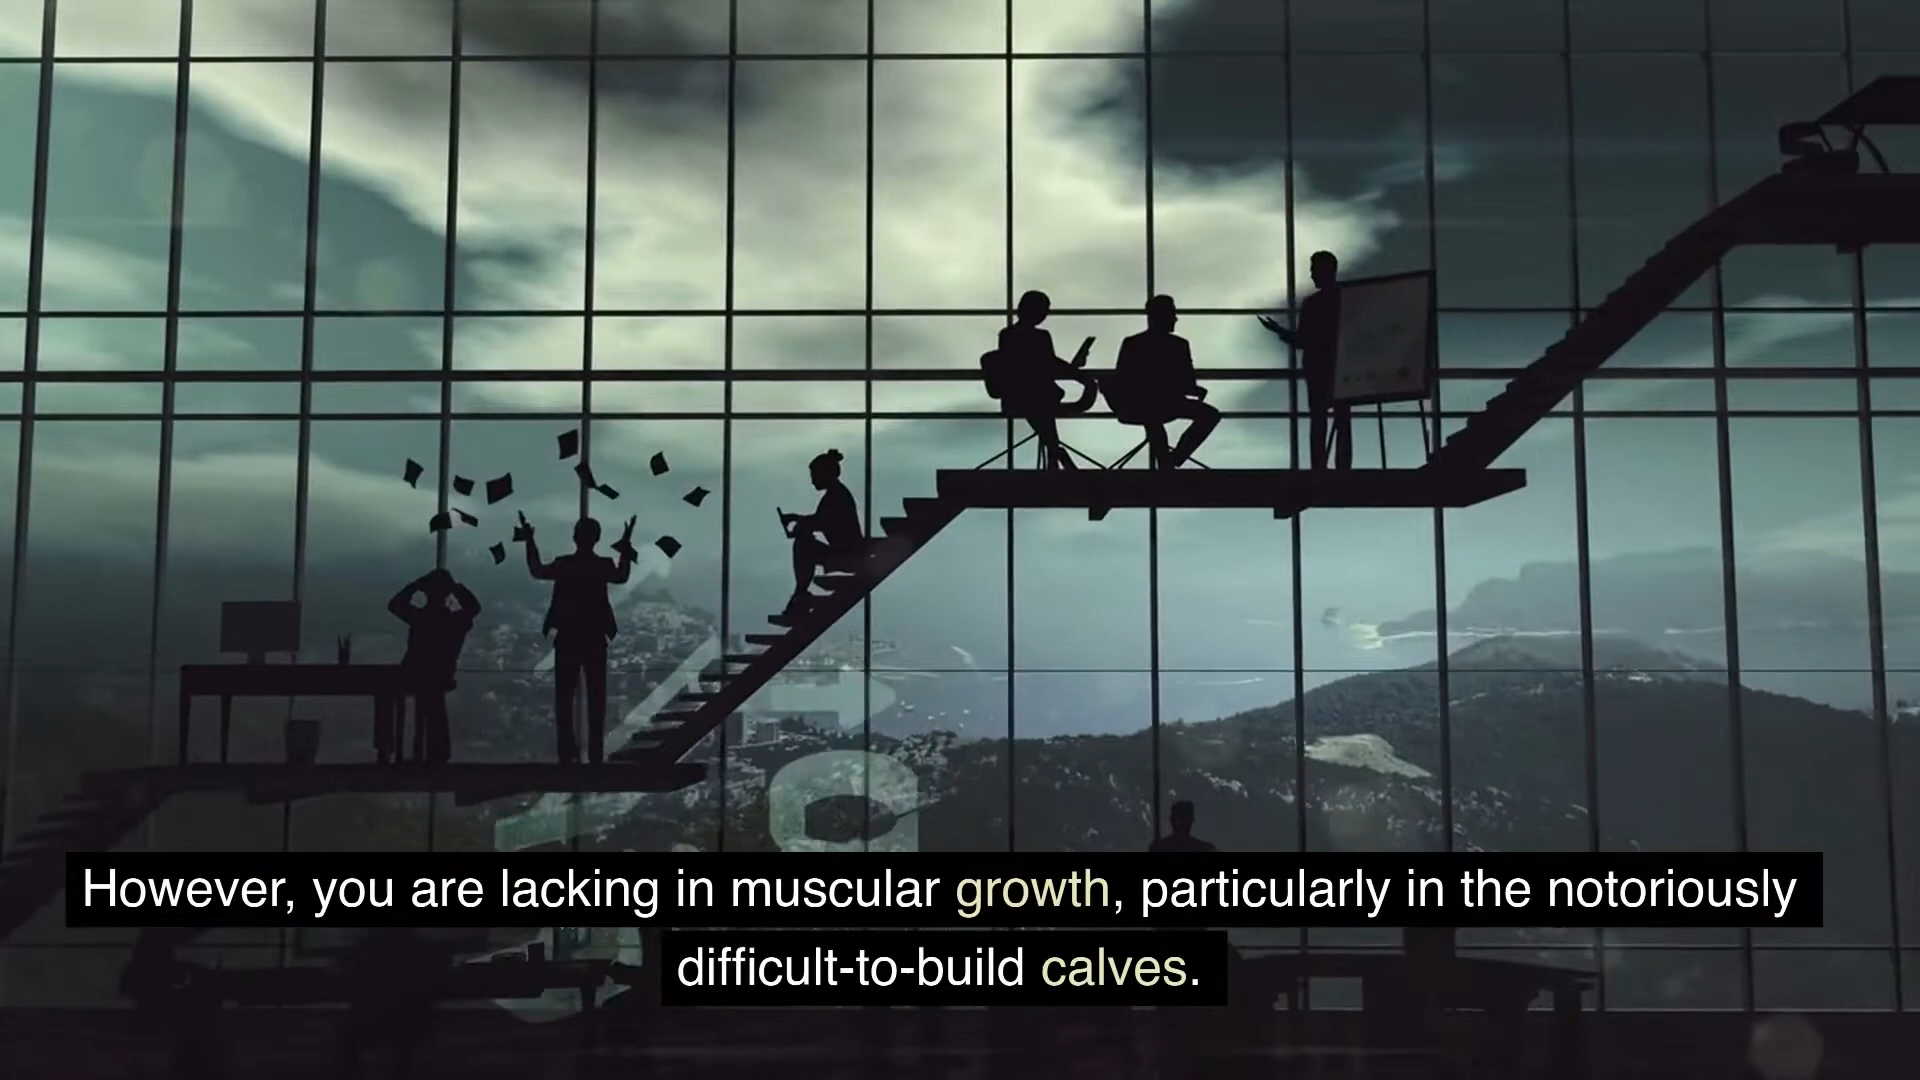 However, you are lacking in muscular growth, particularly in the notoriously
difficult-to-build calves.